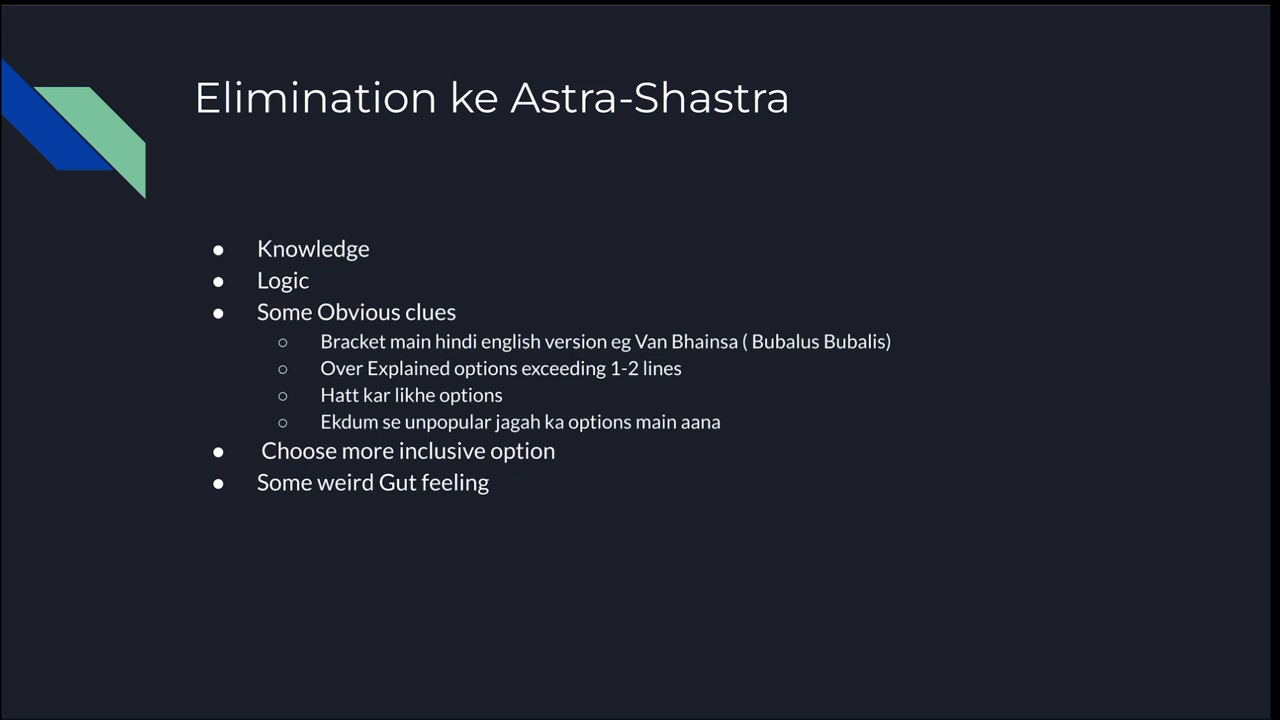 Elimination ke Astra-Shastra
● Knowledge
● Logic
● Some Obvious clues
○ Bracket main hindi english version eg Van Bhainsa ( Bubalus Bubalis)
○ Over Explained options exceeding 1-2 lines
○ Hatt kar likhe options
○ Ekdum se unpopular jagah ka options main aana
● Choose more inclusive option
● Some weird Gut feeling